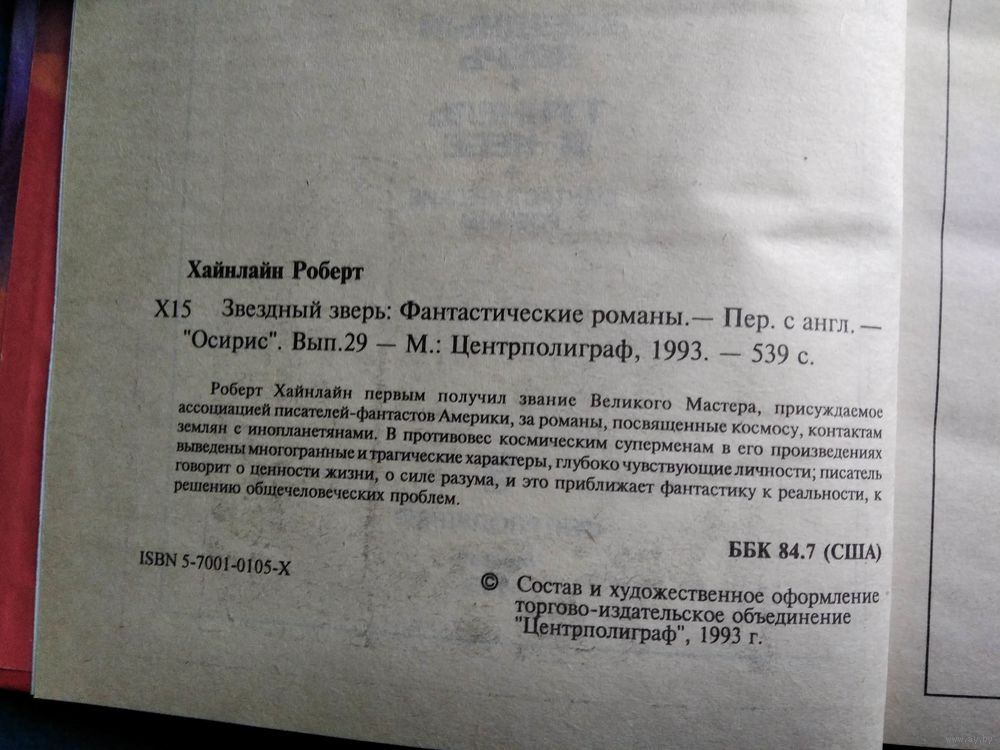 Хайнлайн Роберт
Х15 Звездный зверь: Фантастические романы.— Пер. с англ.—
"Осирис". Вып.29 — М.: Центрполиграф, 1993. — 539 с.
Роберт Хайнлайн первым получил звание Великого Мастера, присуждаемое
ассоциацией писателей-фантастов Америки, за романы, посвященные космосу, контактам
землян с инопланетянами. В противовес космическим суперменам в его произведениях
выведены многогранные и трагические характеры, глубоко чувствующие личности; писатель
говорит о ценности жизни, о силе разума, и это приближает фантастику к реальности, к
решению общечеловеческих проблем.
ББК 84.7 (США)
ISBN 5-7001-0105-X
© Состав и художественное оформление
торгово-издательское объединение
"Центрполиграф", 1993 г.